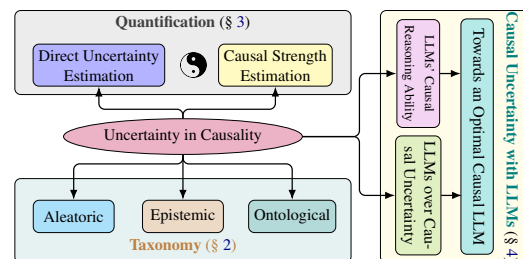 Quantification (§ 3)
Direct Uncertainty
Estimation
Causal Strength
Estimation
Uncertainty in Causality
Aleatoric
Epistemic
Ontological
Taxonomy (§ 2)
LLMs' Causal
Reasoning Ability
LLMs over Cau-
sal Uncertainty
Towards an Optimal Causal LLM
Causal Uncertainty with LLMs (§ 4)